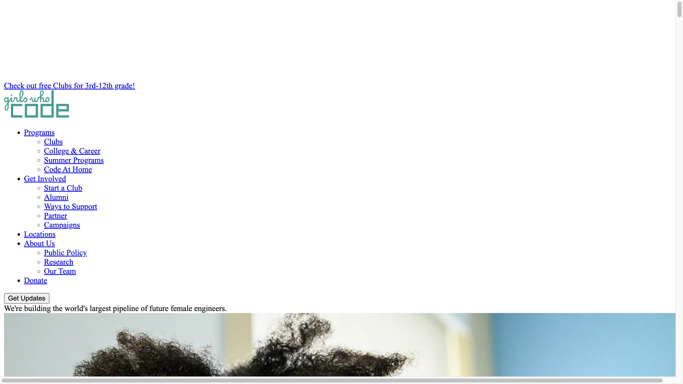 Check out free Clubs for 3rd-12th grade!
girls who
code
Programs
Clubs
College & Career
Summer Programs
Code At Home
Get Involved
Start a Club
Alumni
Ways to Support
Partner
Campaigns
Locations
About Us
Public Policy
Research
Our Team
Donate
Get Updates
We're building the world's largest pipeline of future female engineers.